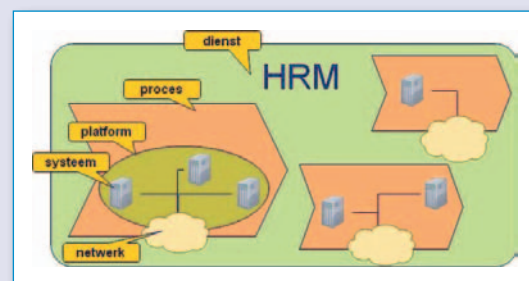 dienst
HRM
proces
platform
systeem
netwerk